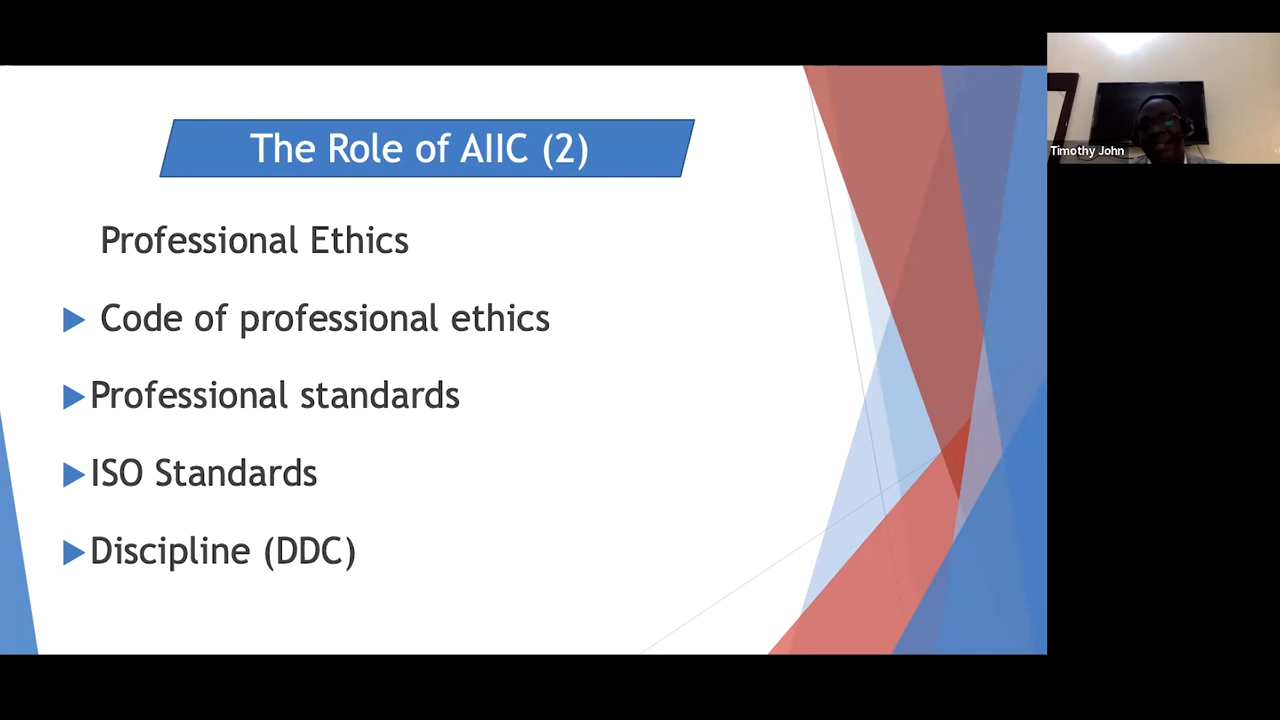 The Role of AIIC (2)
Professional Ethics
Code of professional ethics
Professional standards
ISO Standards
Discipline (DDC)
Timothy John